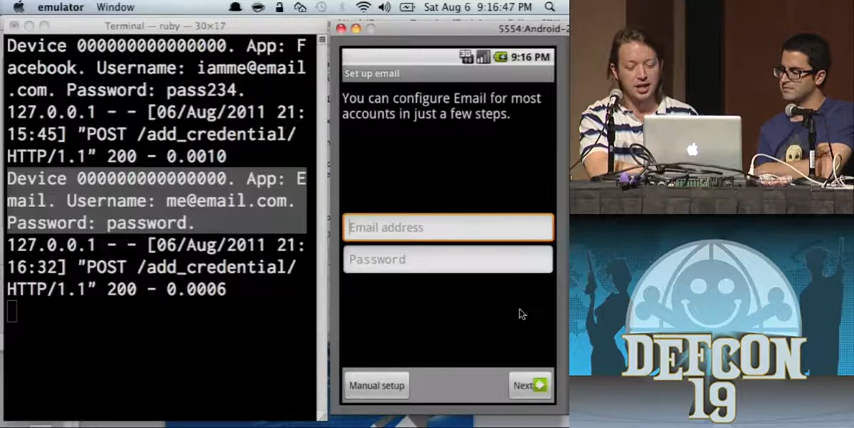 emulator Window
Sat Aug 6 9:16:47 PM
Terminal — ruby — 30×17
Device 000000000000000. App: F
acebook. Username: iamme@email
.com. Password: pass234.
127.0.0.1 - - [06/Aug/2011 21:
15:45] "POST /add_credential/
HTTP/1.1" 200 - 0.0010
Device 000000000000000. App: E
mail. Username: me@email.com.
Password: password.
127.0.0.1 - - [06/Aug/2011 21:
16:32] "POST /add_credential/
HTTP/1.1" 200 - 0.0006
5554:Android-2
3G 9:16 PM
Set up email
You can configure Email for most
accounts in just a few steps.
Email address
Password
Manual setup
Next
DEFCON
19